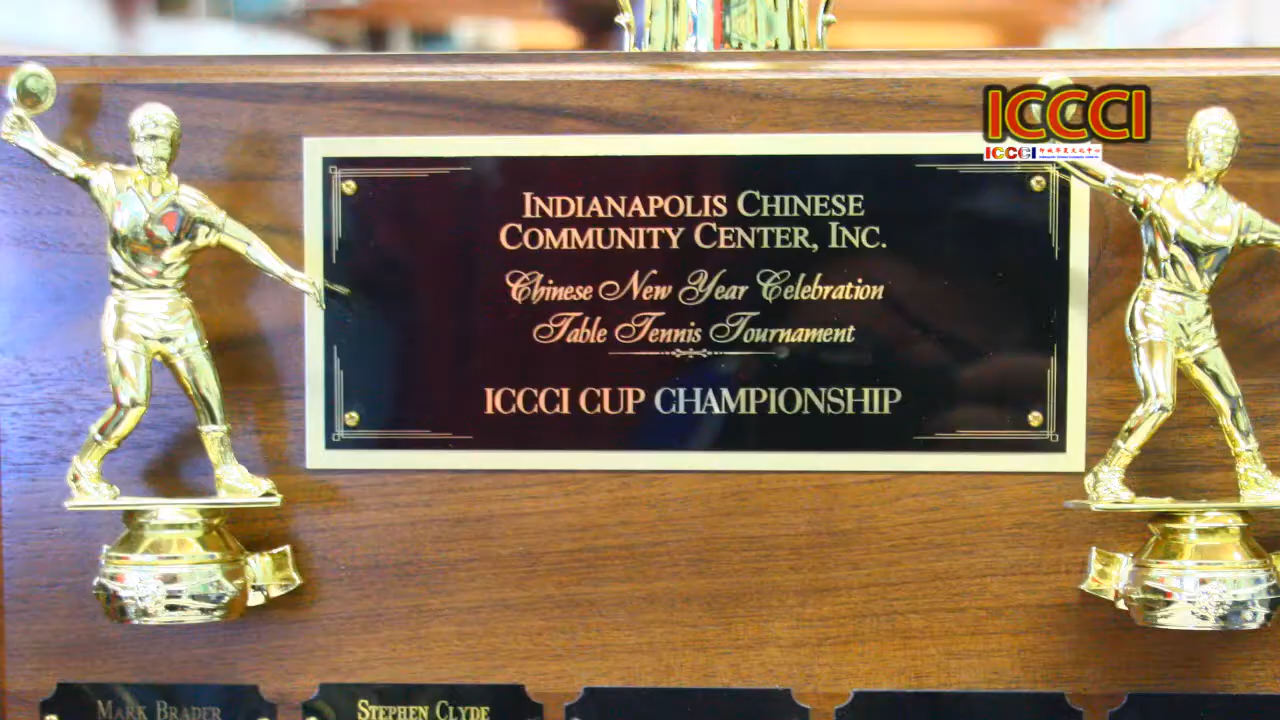 ICCCI
ICCCI
INDIANAPOLIS CHINESE
COMMUNITY CENTER, INC.
Chinese New Year Celebration
Table Tennis Tournament
ICCCI CUP CHAMPIONSHIP
MARK BRADER
STEPHEN CLYDE